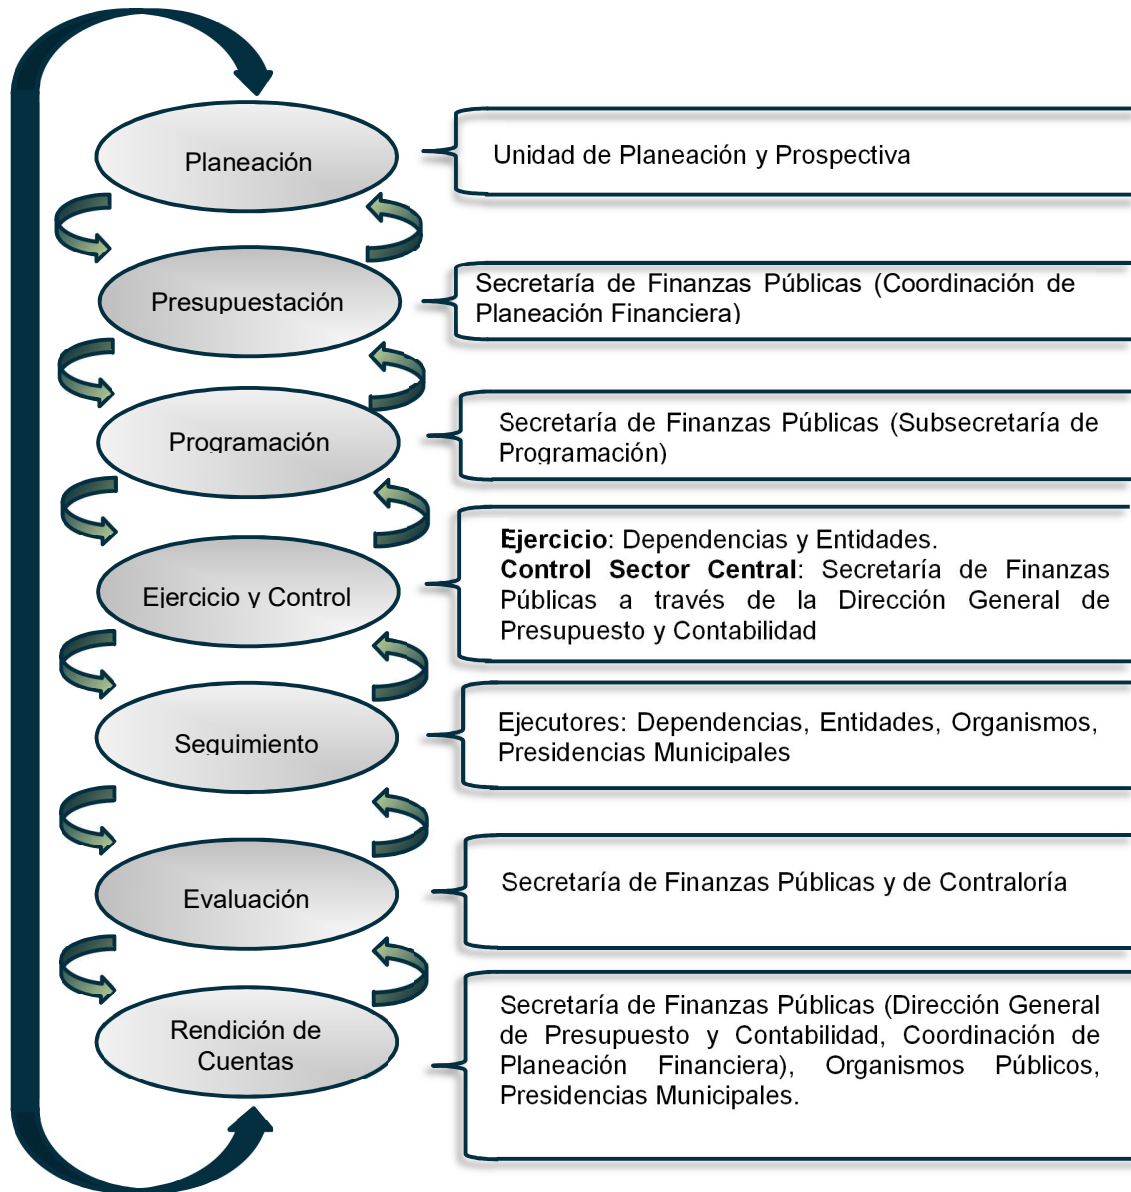 Planeación
Unidad de Planeación y Prospectiva
Presupuestación
Secretaría de Finanzas Públicas (Coordinación de
Planeación Financiera)
Programación
Secretaría de Finanzas Públicas (Subsecretaría de
Programación)
Ejercicio y Control
Ejercicio: Dependencias y Entidades.
Control Sector Central: Secretaría de Finanzas
Públicas a través de la Dirección General de
Presupuesto y Contabilidad
Seguimiento
Ejecutores: Dependencias, Entidades, Organismos,
Presidencias Municipales
Evaluación
Secretaría de Finanzas Públicas y de Contraloría
Rendición de
Cuentas
Secretaría de Finanzas Públicas (Dirección General
de Presupuesto y Contabilidad, Coordinación de
Planeación Financiera), Organismos Públicos,
Presidencias Municipales.